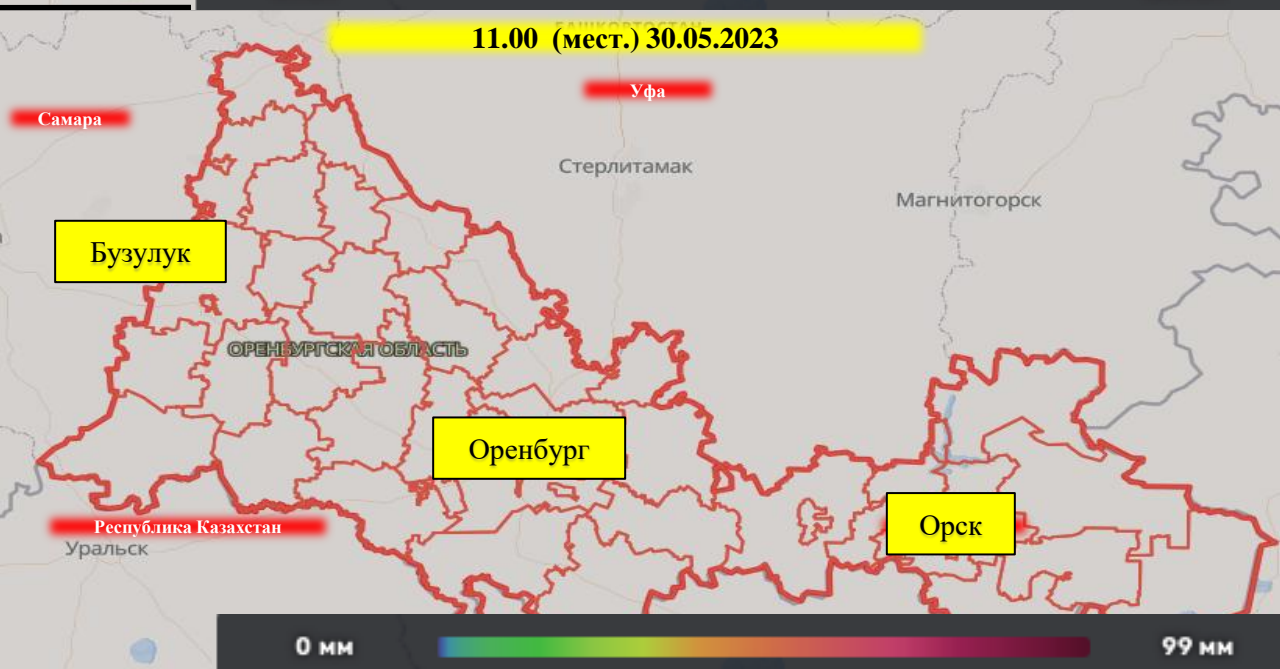 БАШКОРТОСТАН
11.00 (мест.) 30.05.2023
Уфа
Самара
Стерлитамак
Магнитогорск
Бузулук
ОРЕНБУРГСКАЯ ОБЛАСТЬ
Оренбург
Орск
Республика Казахстан
Уральск
0 мм
99 мм